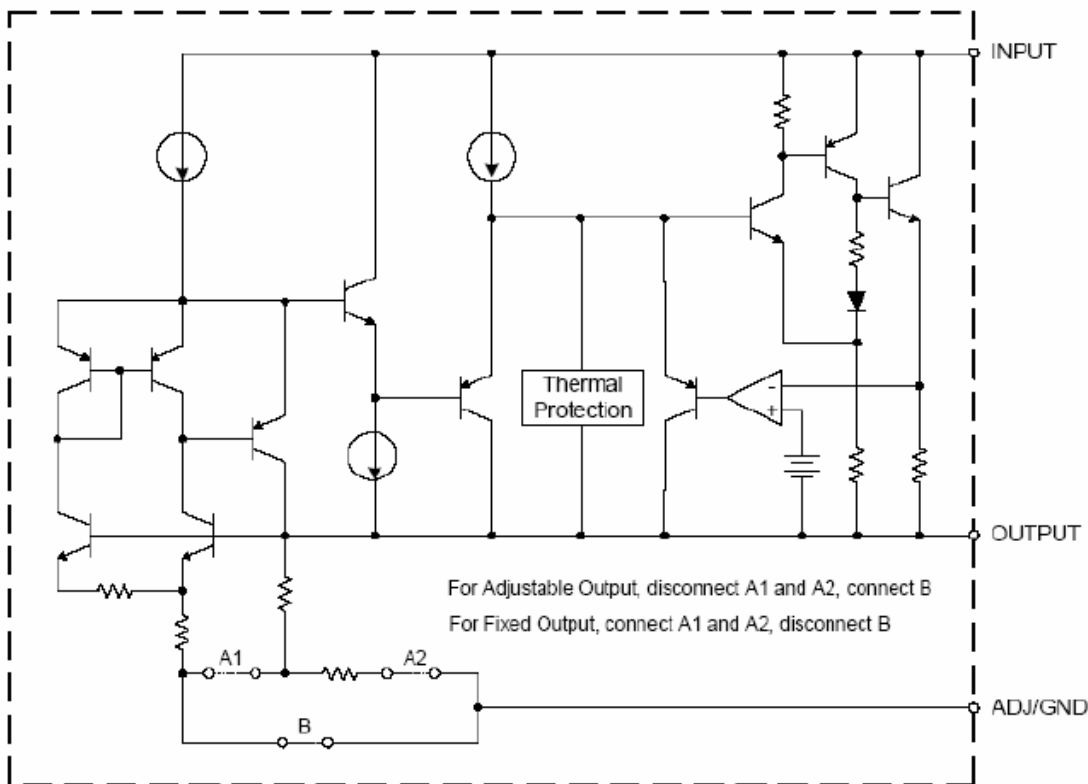 INPUT
Thermal
Protection
-
+
OUTPUT
For Adjustable Output, disconnect A1 and A2, connect B
For Fixed Output, connect A1 and A2, disconnect B
A1
A2
ADJ/GND
B